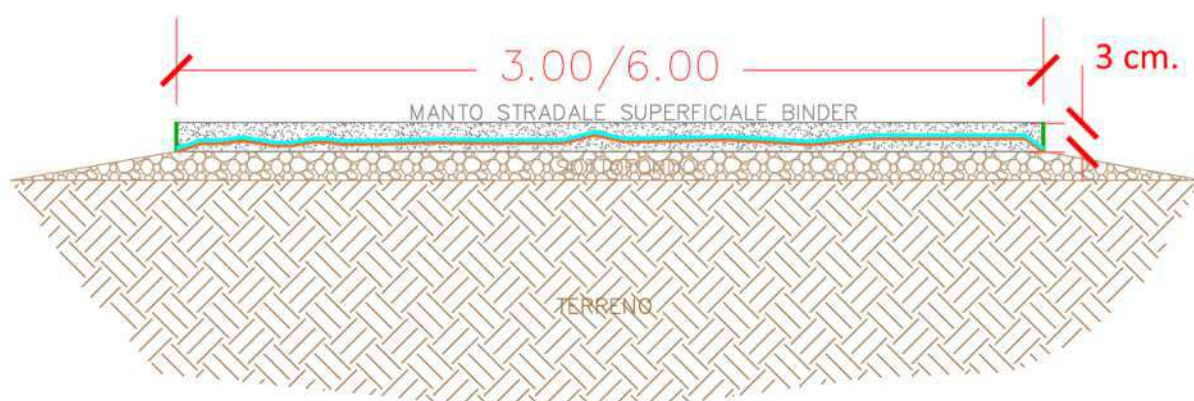 3.00/6.00
3 cm.
MANTO STRADALE SUPERFICIALE BINDER
SOTTOFONDO
TERRENO